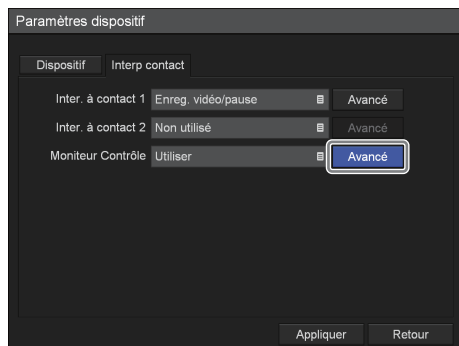 Paramètres dispositif
Dispositif Interp contact
Inter. à contact 1 Enreg. vidéo/pause Avancé
Inter. à contact 2 Non utilisé Avancé
Moniteur Contrôle Utiliser Avancé
Appliquer Retour